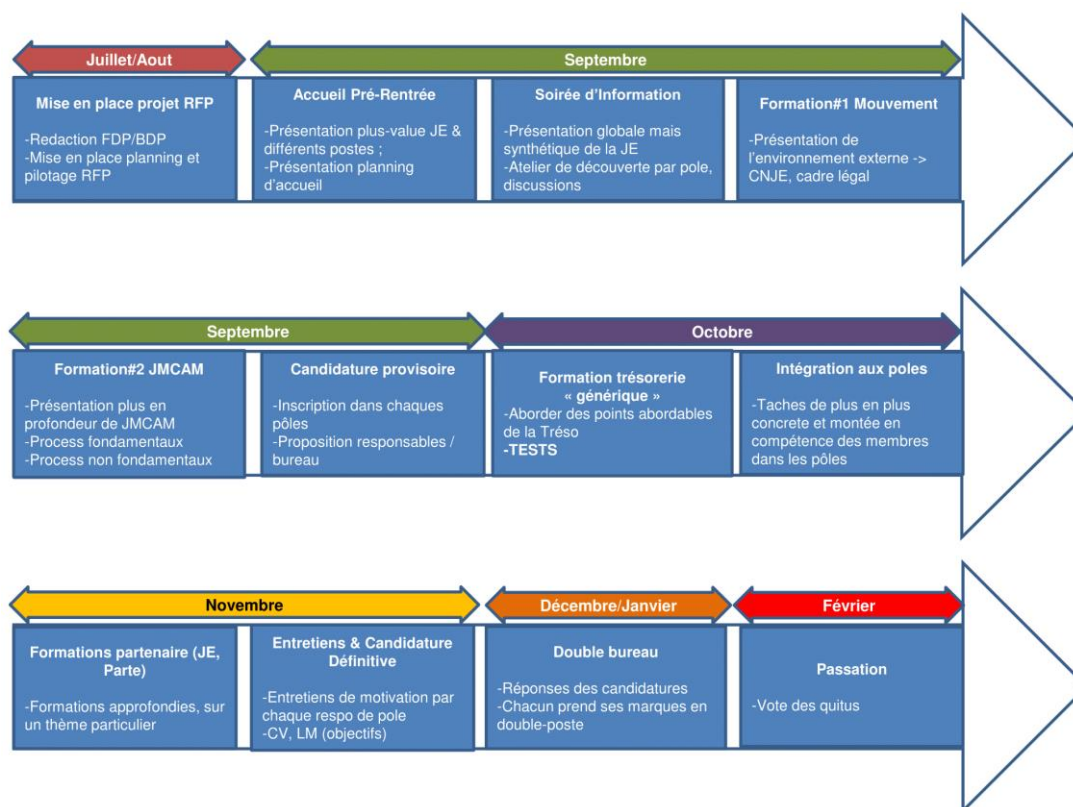 Juillet/Aout
Septembre
Mise en place projet RFP
-Redaction FDP/BDP
-Mise en place planning et
pilotage RFP
Accueil Pré-Rentrée
-Présentation plus-value JE &
différents postes ;
-Présentation planning
d'accueil
Soirée d'Information
-Présentation globale mais
synthétique de la JE
-Atelier de découverte par pole,
discussions
Formation#1 Mouvement
-Présentation de
l'environnement externe ->
CNJE, cadre légal
Septembre
Octobre
Formation#2 JMCAM
-Présentation plus en
profondeur de JMCAM
-Process fondamentaux
-Process non fondamentaux
Candidature provisoire
-Inscription dans chaques
pôles
-Proposition responsables /
bureau
Formation trésorerie
« générique »
-Aborder des points abordables
de la Tréso
-TESTS
Intégration aux poles
-Taches de plus en plus
concrete et montée en
compétence des membres
dans les pôles
Novembre
Décembre/Janvier
Février
Formations partenaire (JE,
Parte)
-Formations approfondies, sur
un thème particulier
Entretiens & Candidature
Définitive
-Entretiens de motivation par
chaque respo de pole
-CV, LM (objectifs)
Double bureau
-Réponses des candidatures
-Chacun prend ses marques en
double-poste
Passation
-Vote des quitus